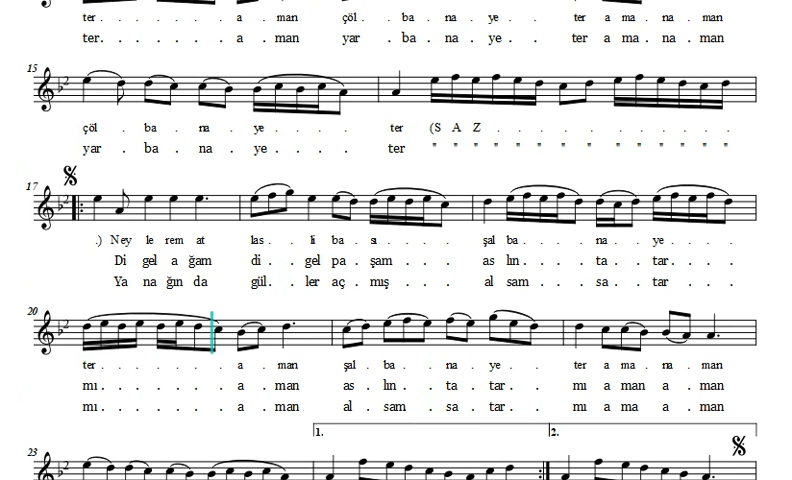 ter. . . . . . a . man çöl . ba . na . ye . . ter a ma . na . man
ter. . . . . . a . man yar . ba . na . ye . . ter a ma . na . man
15
çöl . ba . na . ye . . . ter (S A Z . . . . . . . . .
yar . ba . na . ye . . . ter " " " " " " " " " " " "
17
.) Ney le rem at las . . li ba . sı . . şal ba . . . na . ye . . .
Di gel a ğam di . . gel pa . şam . . as lın . . . ta . tar . . .
Ya na ğın da gül . . ler aç . mış . . al sam . . . sa . tar . . .
20
ter . . . . . . a . man şal . ba . . na . ye . . ter a ma . na . man
mı . . . . . . a . man as . lın . . ta . tar . . mı a man a . man
mı . . . . . . a . man al . sam . . sa . tar . . mı a ma a . man
1. 2.
23